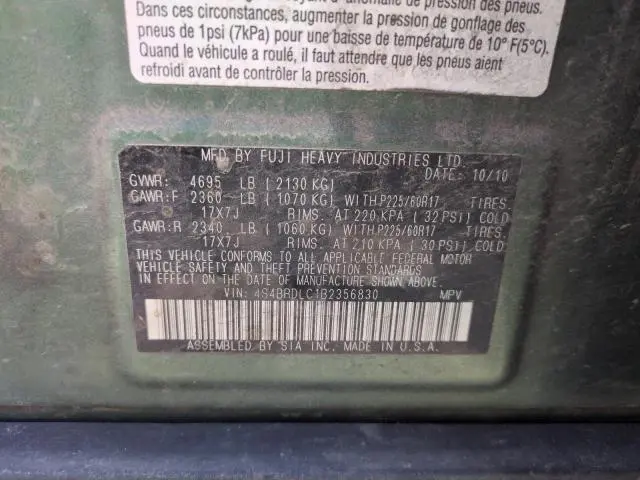 d'anomalie de pression des pneus.
Dans ces circonstances, augmenter la pression de gonflage des
pneus de 1psi (7kPa) pour une baisse de température de 10° F(5°C).
Quand le véhicule a roulé, il faut attendre que les pneus aient
refroidi avant de contrôler la pression.
MFD BY FUJI HEAVY INDUSTRIES LTD.
DATE: 10/10
GVWR: 4695 LB ( 2130 KG)
GAWR:F 2360 LB ( 1070 KG) WITH P225/60R17 TIRES,
17X7J RIMS, AT 220 KPA ( 32 PSI) COLD
GAWR:R 2340 LB ( 1060 KG) WITH P225/60R17 TIRES,
17X7J RIMS, AT 210 KPA ( 30 PSI) COLD
THIS VEHICLE CONFORMS TO ALL APPLICABLE FEDERAL MOTOR
VEHICLE SAFETY AND THEFT PREVENTION STANDARDS
IN EFFECT ON THE DATE OF MANUFACTURE SHOWN ABOVE.
VIN: 4S4BRDLC1B2356830 MPV
ASSEMBLED BY SIA INC. MADE IN U.S.A.